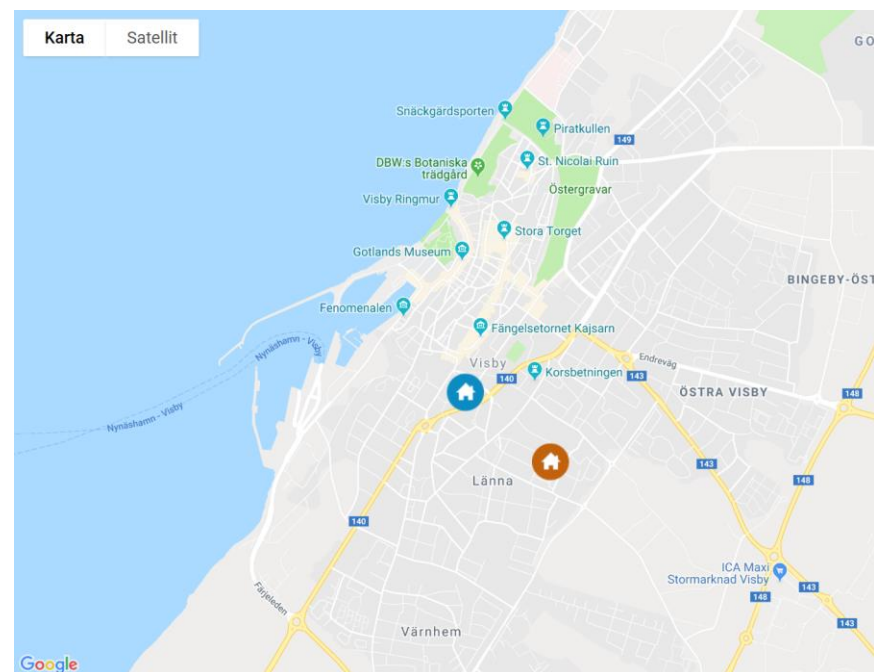 Karta
Satellit
GO
Snäckgärdsporten
Piratkullen
149
DBW:s Botaniska
trädgård
St. Nicolai Ruin
Östergravar
Visby Ringmur
Stora Torget
Gotlands Museum
BINGEBY-ÖST
Fenomenalen
Fängelsetornet Kajsarn
Nynäshamn - Visby
Visby
Endreväg
140
Korsbetningen
143
ÖSTRA VISBY
148
Nynäshamn - Visby
143
Länna
148
140
ICA Maxi
Stormarknad Visby
143
148
Färjeleden
143
Värnhem
Google